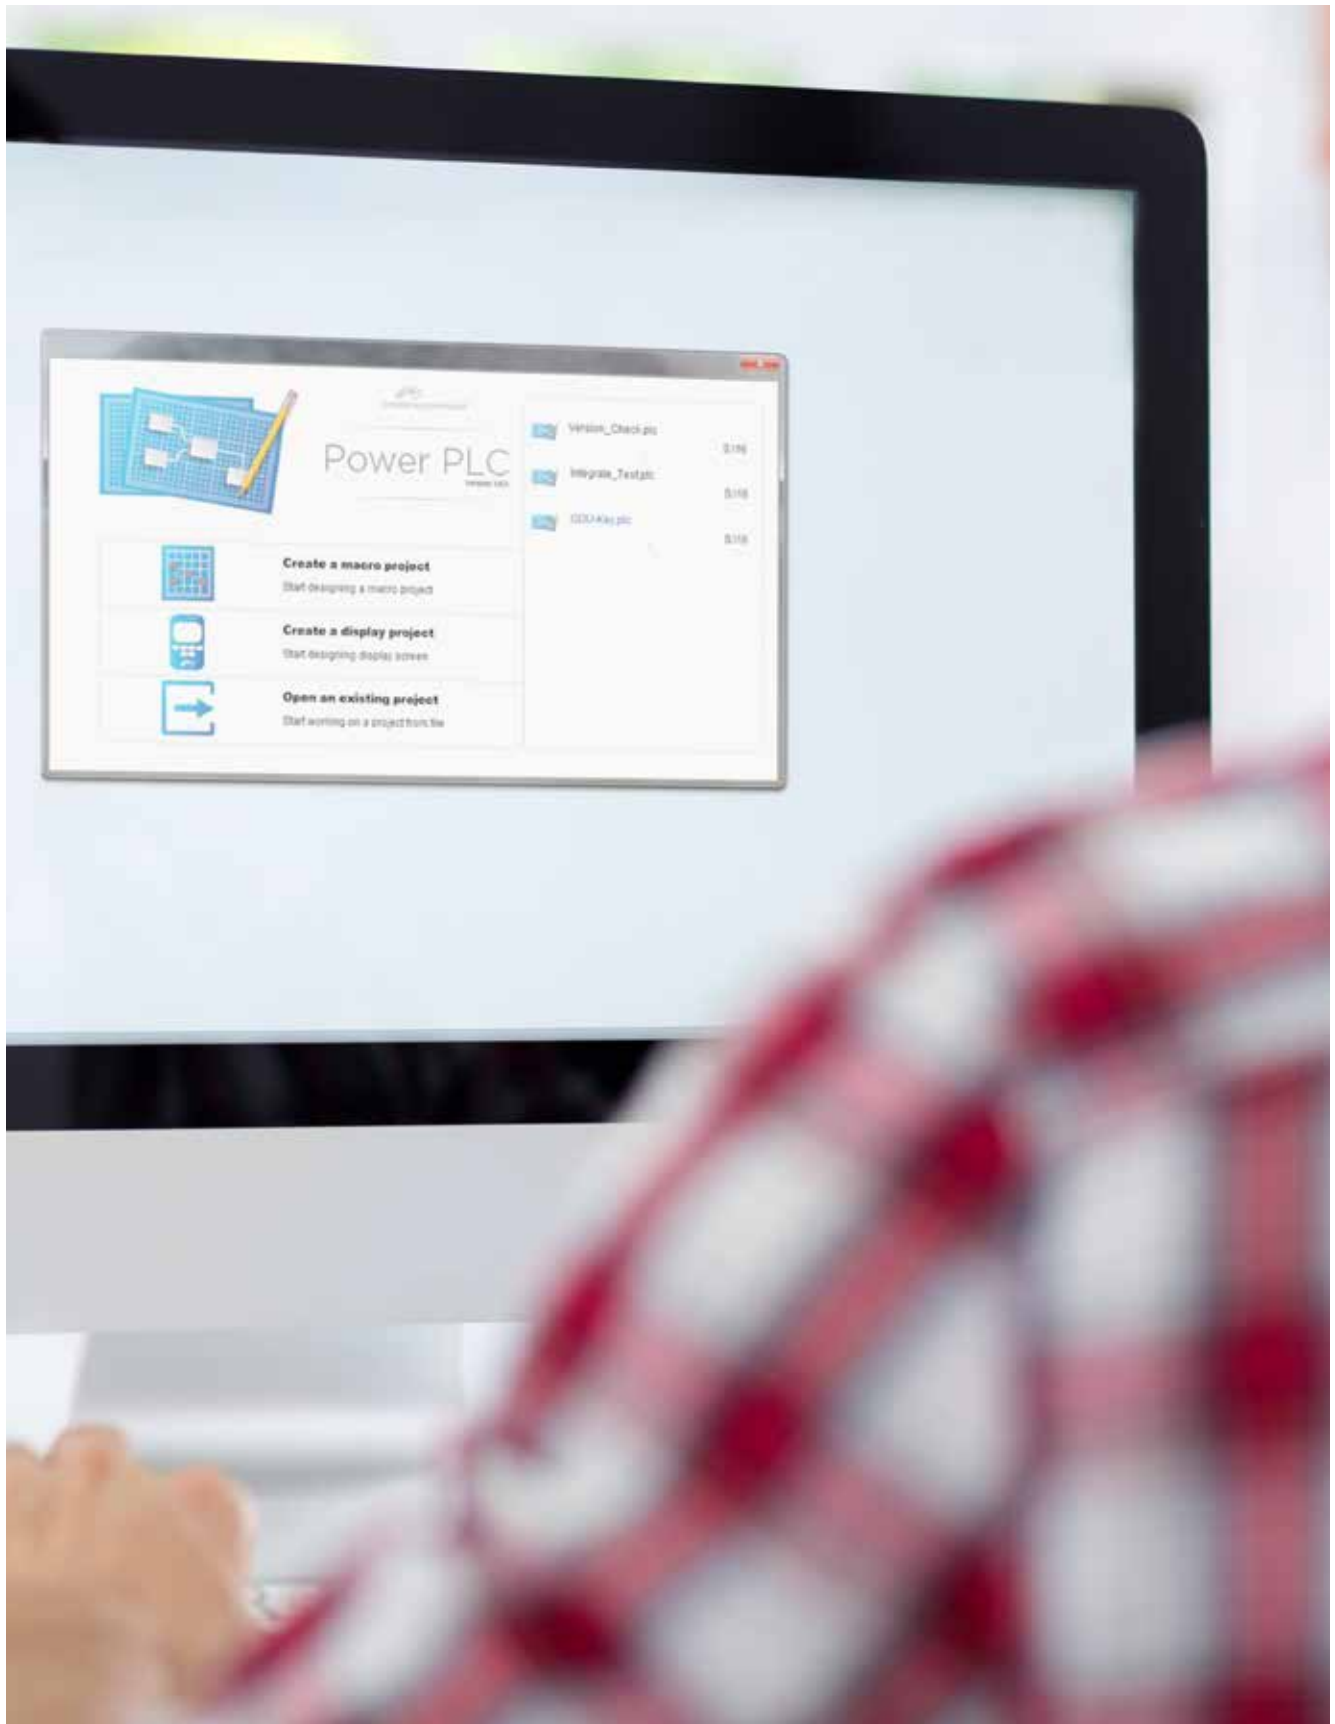 Power PLC
Create a macro project
Start designing a macro project
Create a display project
Start designing display screen
Open an existing project
Start working on a project from file
Version_Check.plc
Integrate_Test.plc